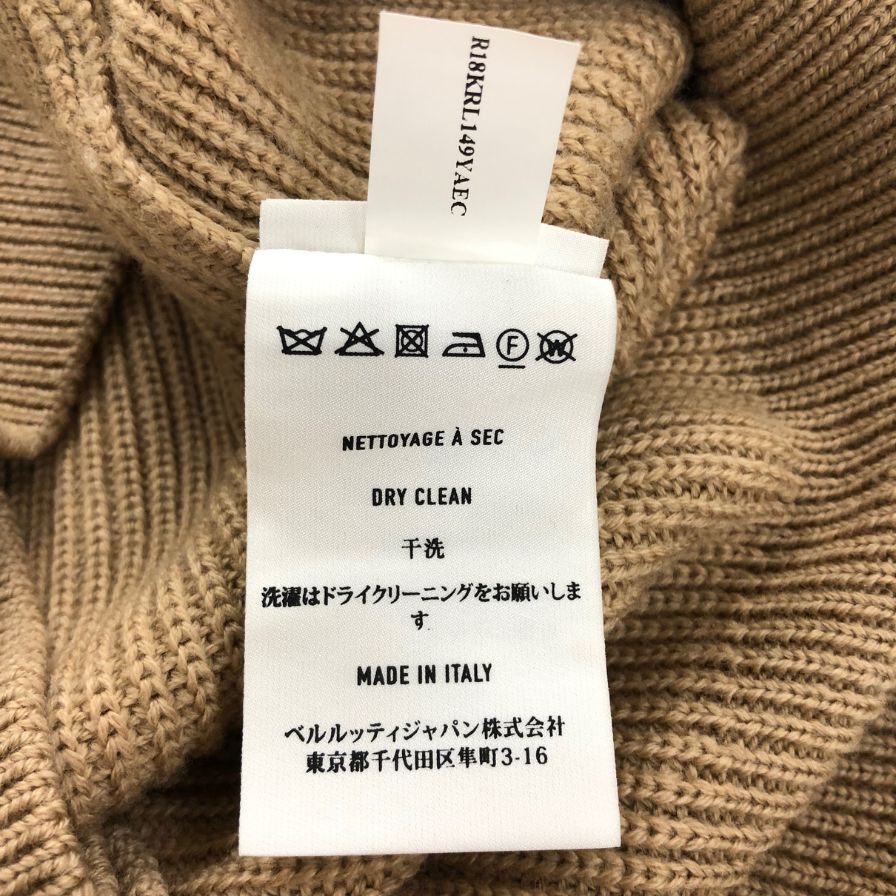 R18KRL149YAEC
F W
NETTOYAGE À SEC
DRY CLEAN
干洗
洗濯はドライクリーニングをお願いしま
す
MADE IN ITALY
ベルルッティジャパン株式会社
東京都千代田区隼町3-16